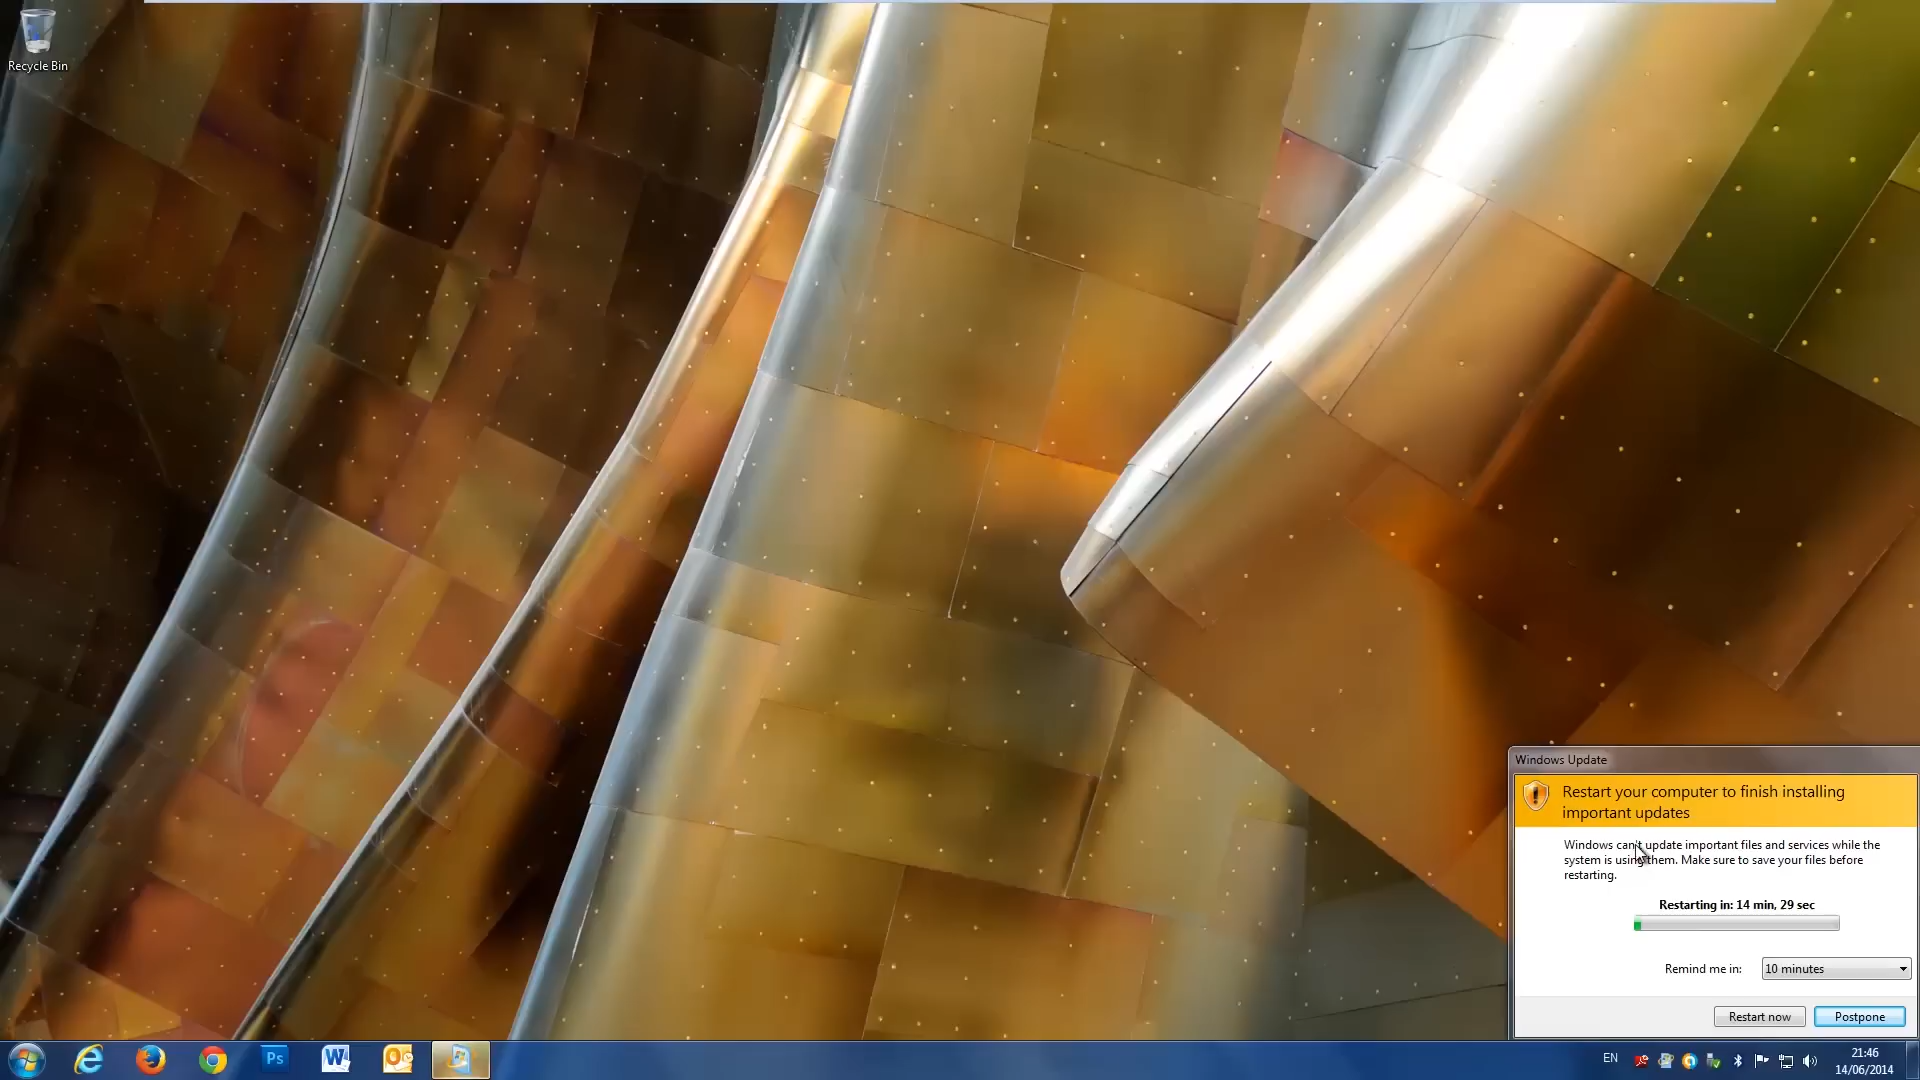 Recycle Bin
Windows Update
Restart your computer to finish installing
important updates
Windows can't update important files and services while the
system is using them. Make sure to save your files before
restarting.
Restarting in: 14 min, 29 sec
Remind me in:
10 minutes
Restart now
Postpone
Ps
W
EN
21:46
14/06/2014